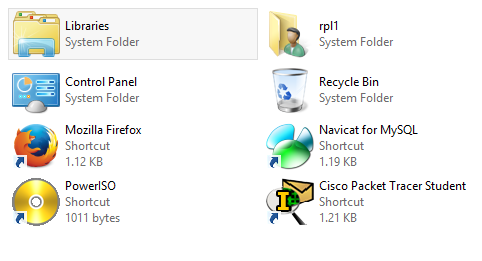 Libraries
System Folder
rpl1
System Folder
Control Panel
System Folder
Recycle Bin
System Folder
Mozilla Firefox
Shortcut
1.12 KB
Navicat for MySQL
Shortcut
1.19 KB
PowerISO
Shortcut
1011 bytes
Cisco Packet Tracer Student
Shortcut
1.21 KB